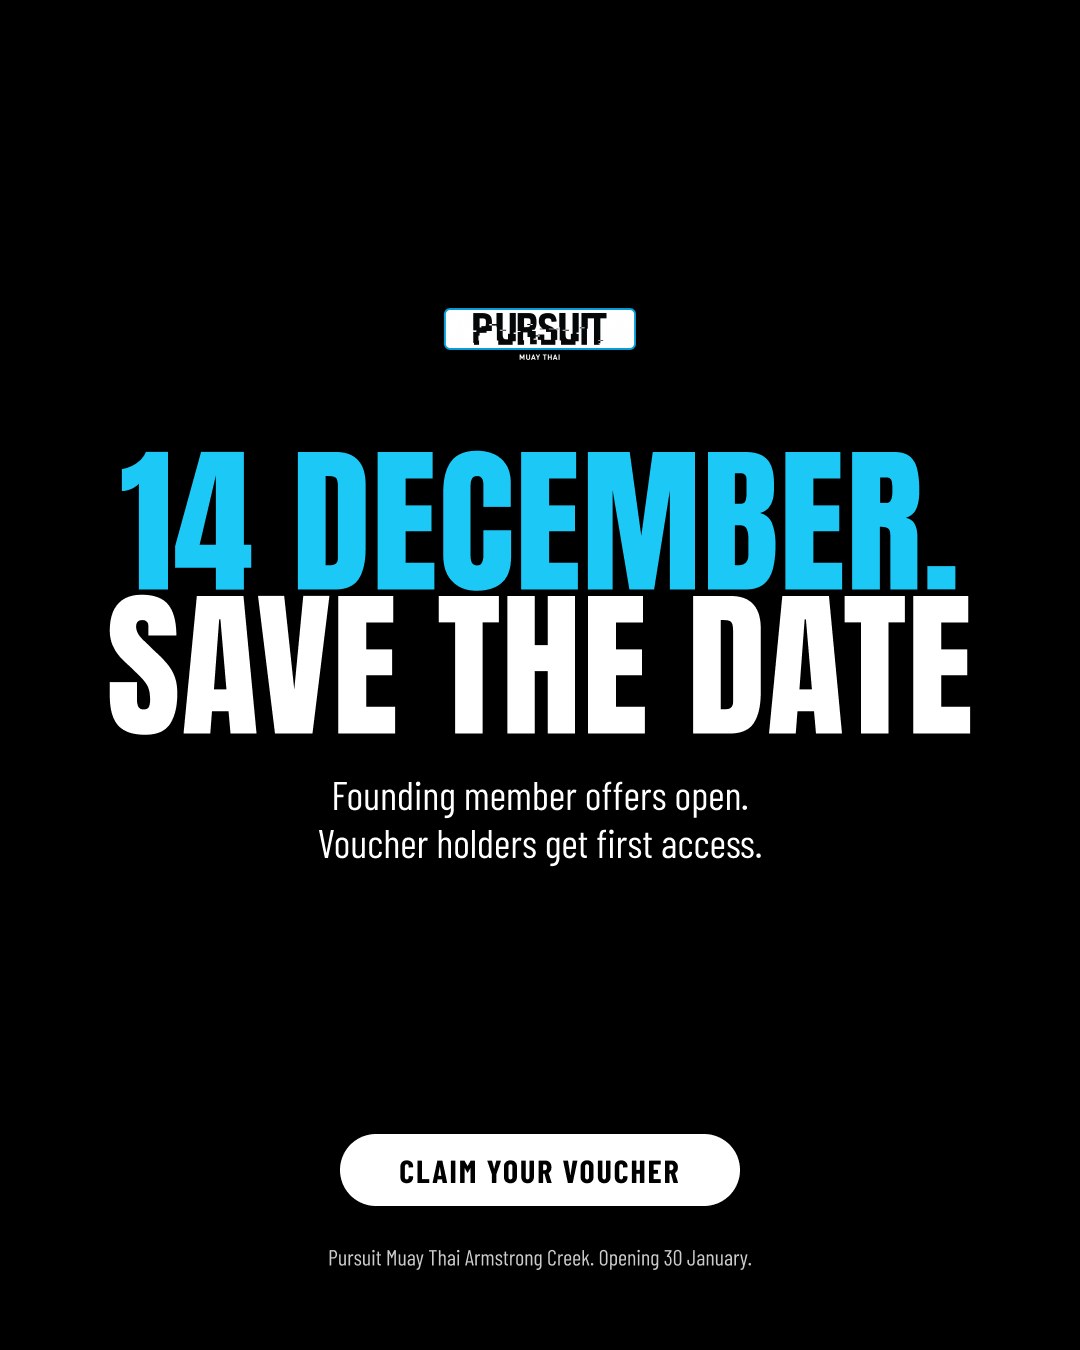 PURSUIT
MUAY THAI
14 DECEMBER.
SAVE THE DATE
Founding member offers open.
Voucher holders get first access.
CLAIM YOUR VOUCHER
Pursuit Muay Thai Armstrong Creek. Opening 30 January.